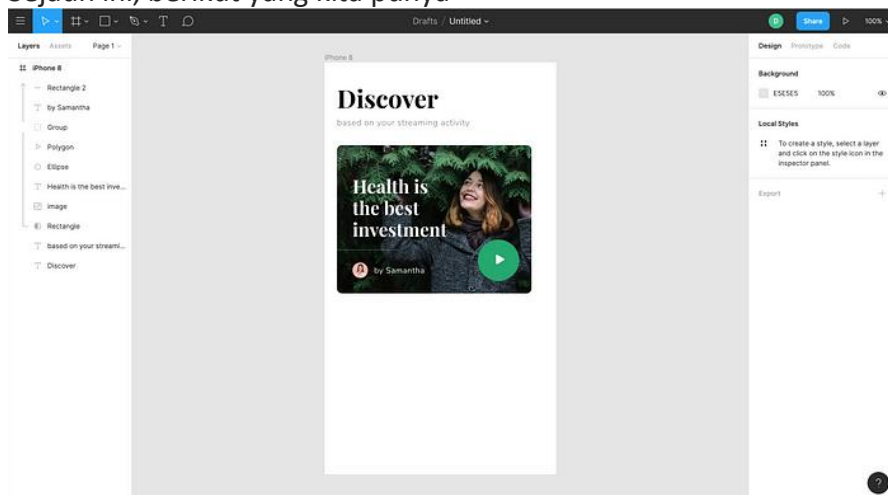 Sejauh ini, berikut yang kita punya
Drafts / Untitled
D
Share
100%
Layers
Assets
Page 1
Design
Prototype
Code
iPhone 8
Rectangle 2
by Samantha
Group
Polygon
Ellipse
Health is the best inve...
image
Rectangle
based on your streami...
Discover
iPhone 8
Discover
based on your streaming activity
Health is
the best
investment
by Samantha
Background
E5E5E5 100%
Local Styles
To create a style, select a layer
and click on the style icon in the
inspector panel.
Export
?